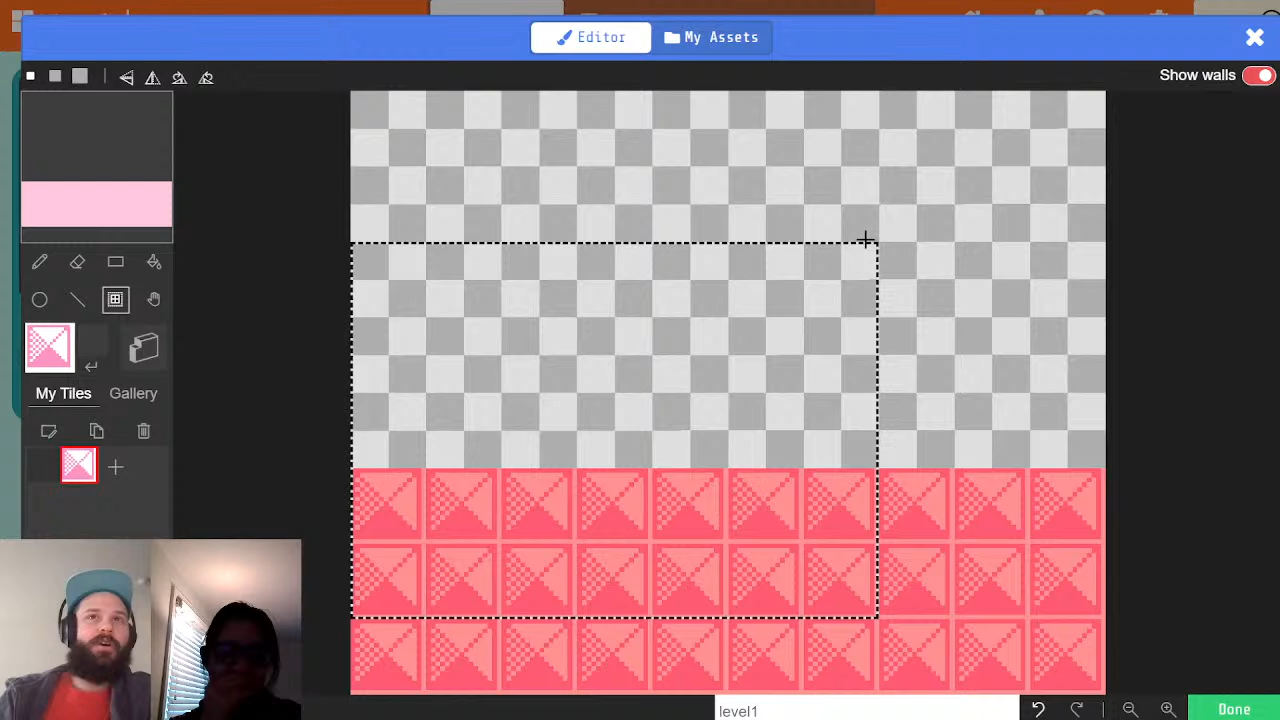 Editor
My Assets
Show walls
My Tiles
Gallery
level1
Done